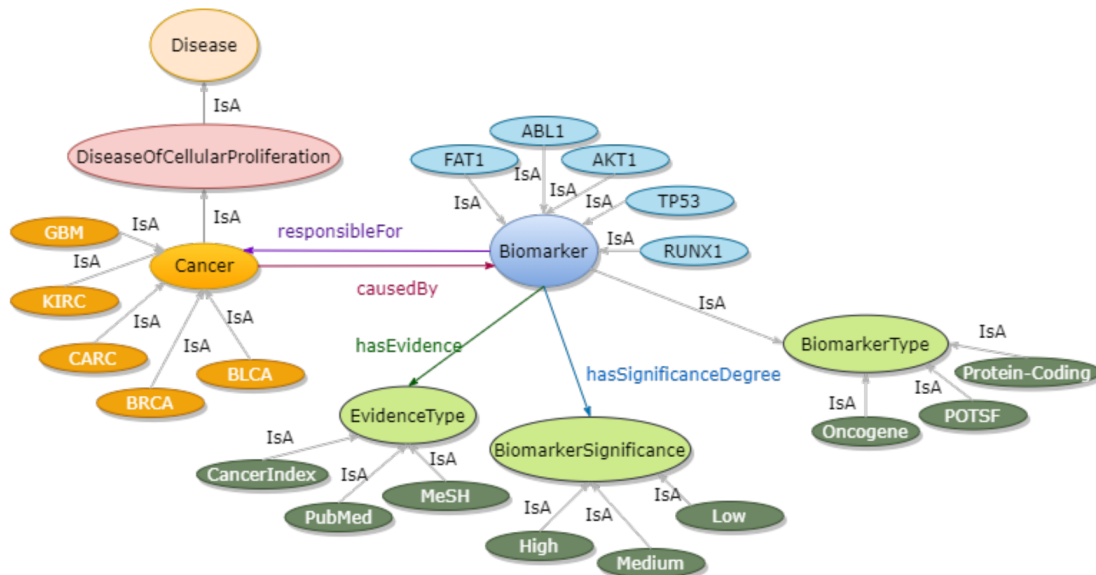 Disease
IsA
DiseaseOfCellularProliferation
IsA
ABL1
FAT1
AKT1
IsA
IsA
IsA
TP53
IsA
RUNX1
IsA
GBM
IsA
responsibleFor
Biomarker
Cancer
IsA
causedBy
KIRC
IsA
CARC
IsA
IsA
BLCA
BRCA
IsA
BiomarkerType
IsA
Protein-Coding
IsA
POTSF
IsA
Oncogene
hasEvidence
hasSignificanceDegree
EvidenceType
IsA
CancerIndex
IsA
MeSH
IsA
PubMed
BiomarkerSignificance
IsA
Low
IsA
IsA
High
Medium